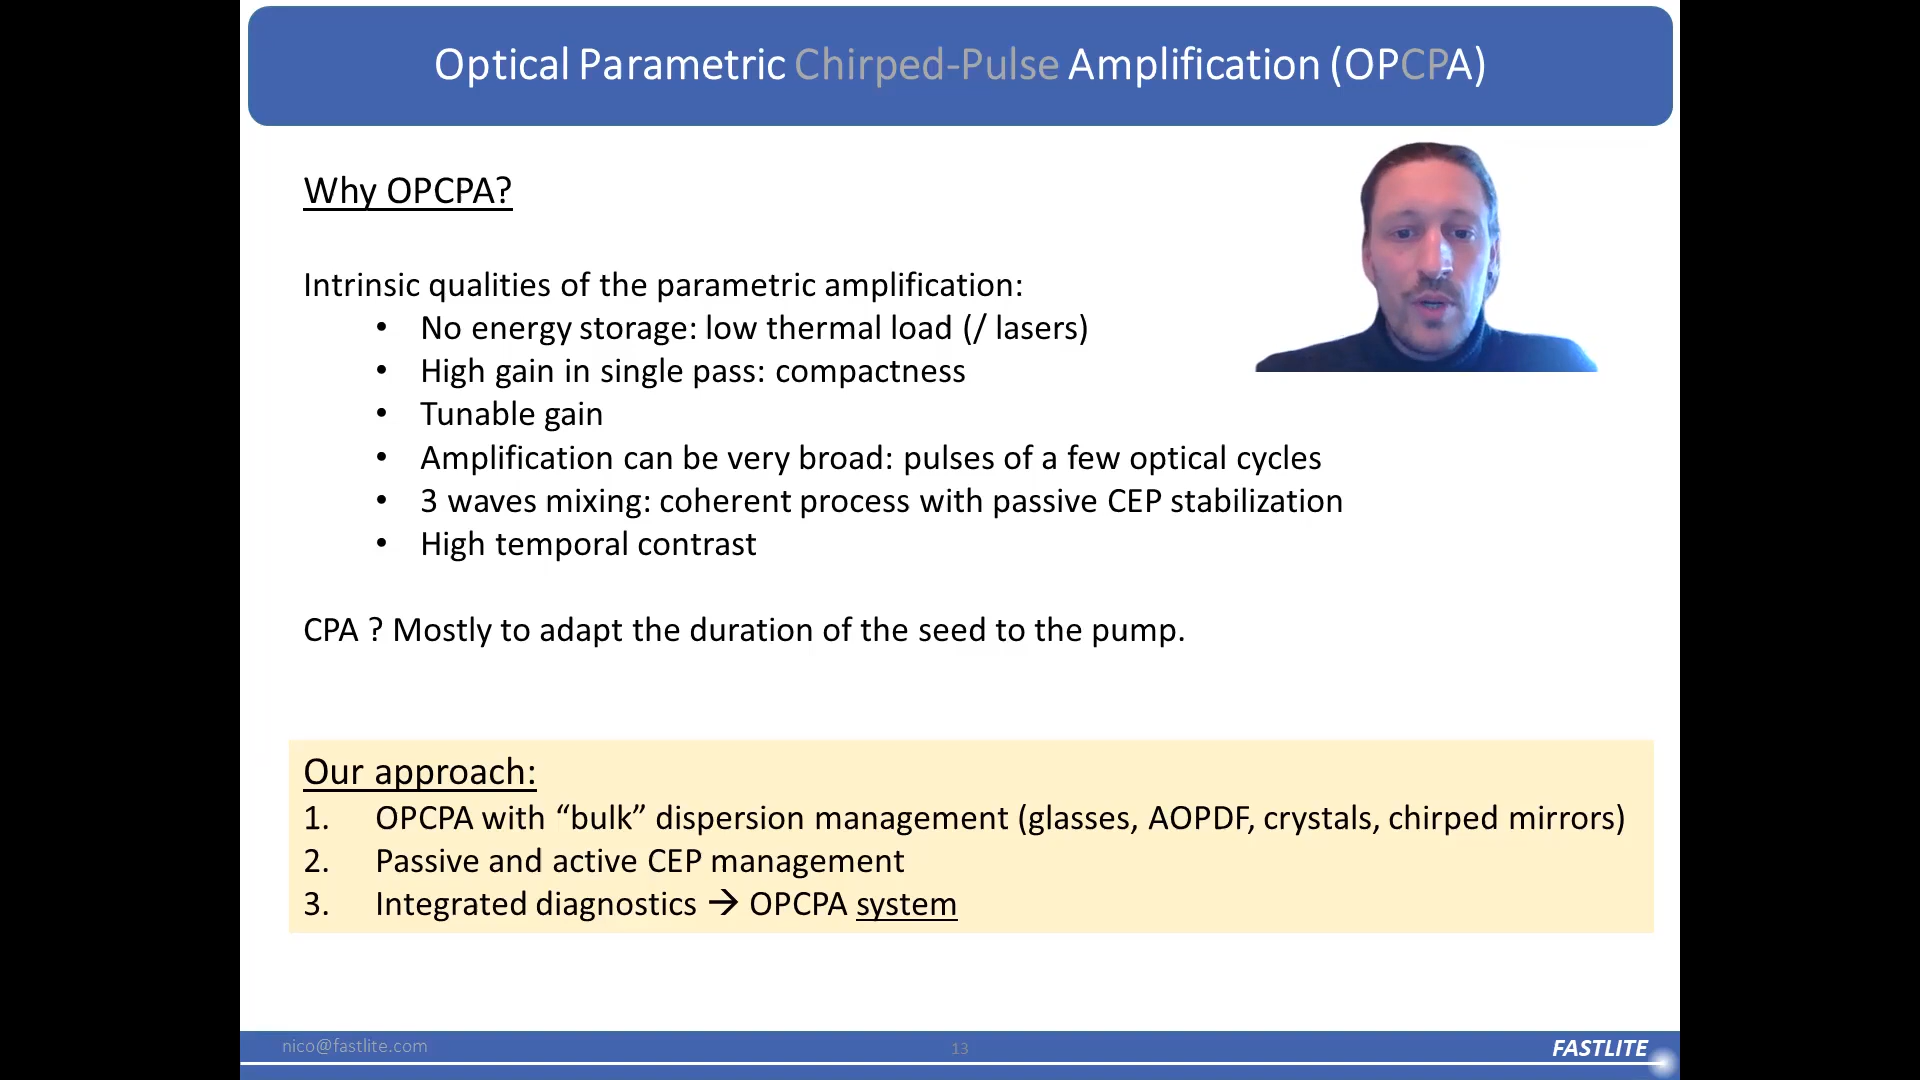 Optical Parametric Chirped-Pulse Amplification (OPCPA)
Why OPCPA?
Intrinsic qualities of the parametric amplification:
• No energy storage: low thermal load (/ lasers)
• High gain in single pass: compactness
• Tunable gain
• Amplification can be very broad: pulses of a few optical cycles
• 3 waves mixing: coherent process with passive CEP stabilization
• High temporal contrast
CPA ? Mostly to adapt the duration of the seed to the pump.
Our approach:
1. OPCPA with “bulk” dispersion management (glasses, AOPDF, crystals, chirped mirrors)
2. Passive and active CEP management
3. Integrated diagnostics → OPCPA system
nico@fastlite.com
13
FASTLITE